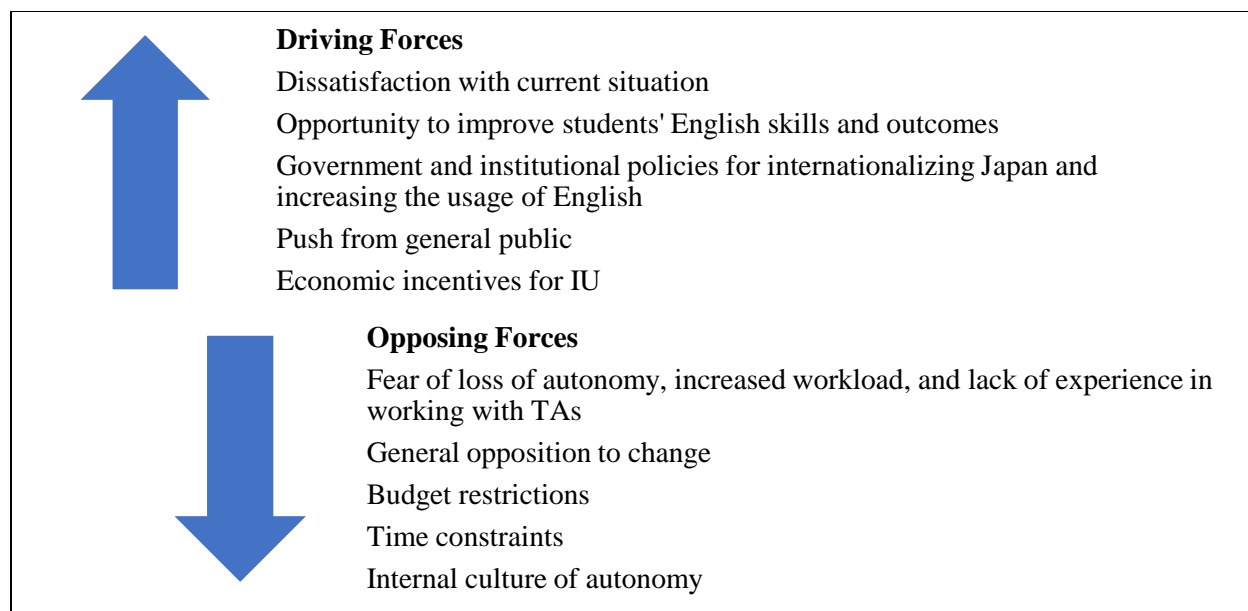 Driving Forces
Dissatisfaction with current situation
Opportunity to improve students' English skills and outcomes
Government and institutional policies for internationalizing Japan and
increasing the usage of English
Push from general public
Economic incentives for IU
Opposing Forces
Fear of loss of autonomy, increased workload, and lack of experience in
working with TAs
General opposition to change
Budget restrictions
Time constraints
Internal culture of autonomy